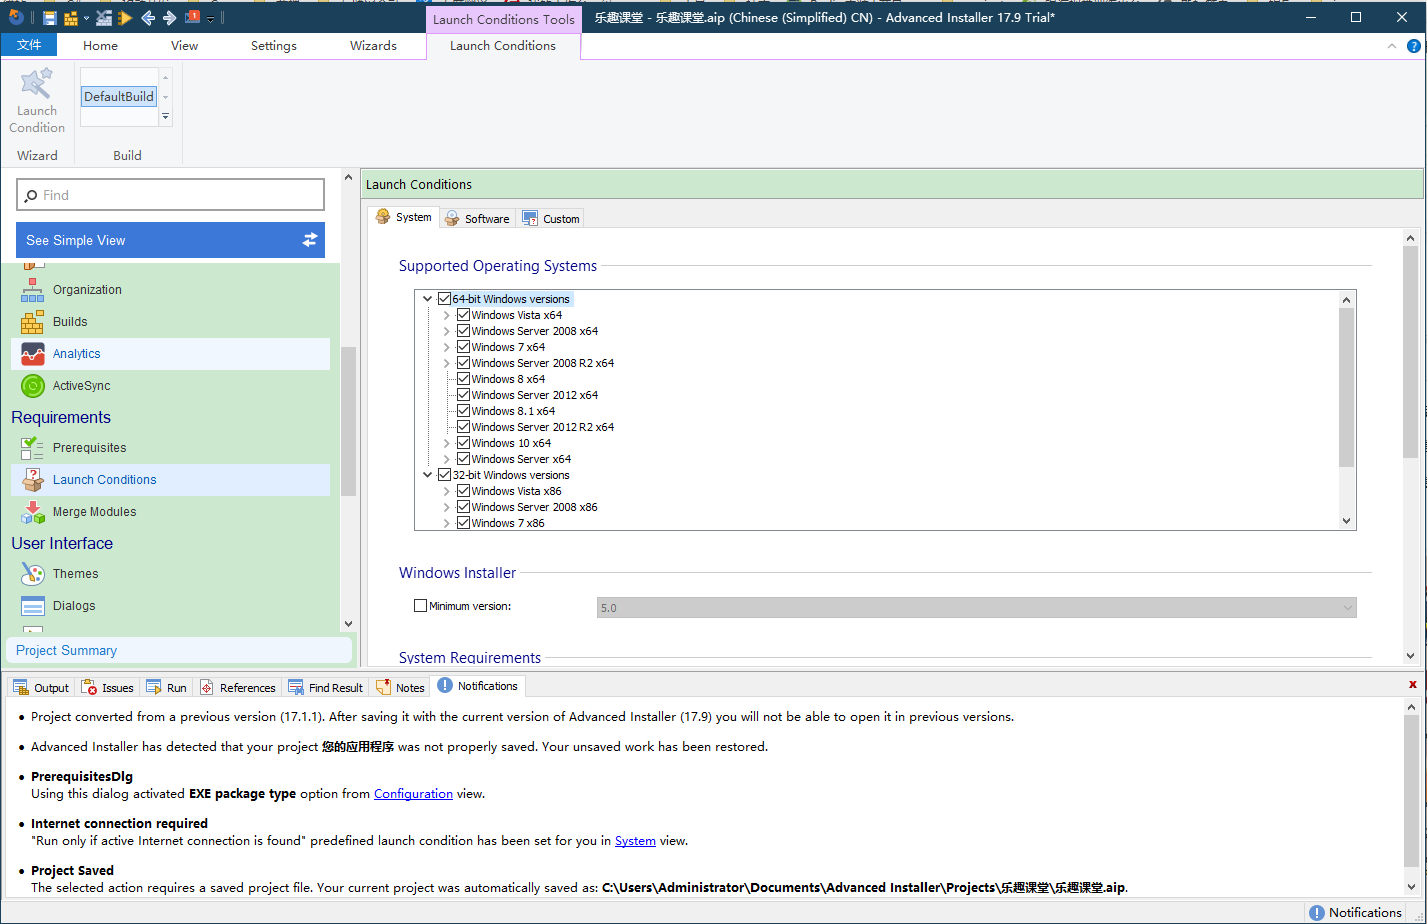 Launch Conditions Tools
乐趣课堂 - 乐趣课堂.aip (Chinese (Simplified) CN) - Advanced Installer 17.9 Trial*
文件
Home
View
Settings
Wizards
Launch Conditions
Launch
Condition
DefaultBuild
Wizard
Build
Find
See Simple View
Organization
Builds
Analytics
ActiveSync
Requirements
Prerequisites
Launch Conditions
Merge Modules
User Interface
Themes
Dialogs
Project Summary
Launch Conditions
System
Software
Custom
Supported Operating Systems
64-bit Windows versions
Windows Vista x64
Windows Server 2008 x64
Windows 7 x64
Windows Server 2008 R2 x64
Windows 8 x64
Windows Server 2012 x64
Windows 8.1 x64
Windows Server 2012 R2 x64
Windows 10 x64
Windows Server x64
32-bit Windows versions
Windows Vista x86
Windows Server 2008 x86
Windows 7 x86
Windows Installer
Minimum version:
5.0
System Requirements
Output
Issues
Run
References
Find Result
Notes
Notifications
• Project converted from a previous version (17.1.1). After saving it with the current version of Advanced Installer (17.9) you will not be able to open it in previous versions.
• Advanced Installer has detected that your project 您的应用程序 was not properly saved. Your unsaved work has been restored.
• PrerequisitesDlg
Using this dialog activated EXE package type option from Configuration view.
• Internet connection required
"Run only if active Internet connection is found" predefined launch condition has been set for you in System view.
• Project Saved
The selected action requires a saved project file. Your current project was automatically saved as: C:\Users\Administrator\Documents\Advanced Installer\Projects\乐趣课堂\乐趣课堂.aip.
Notifications